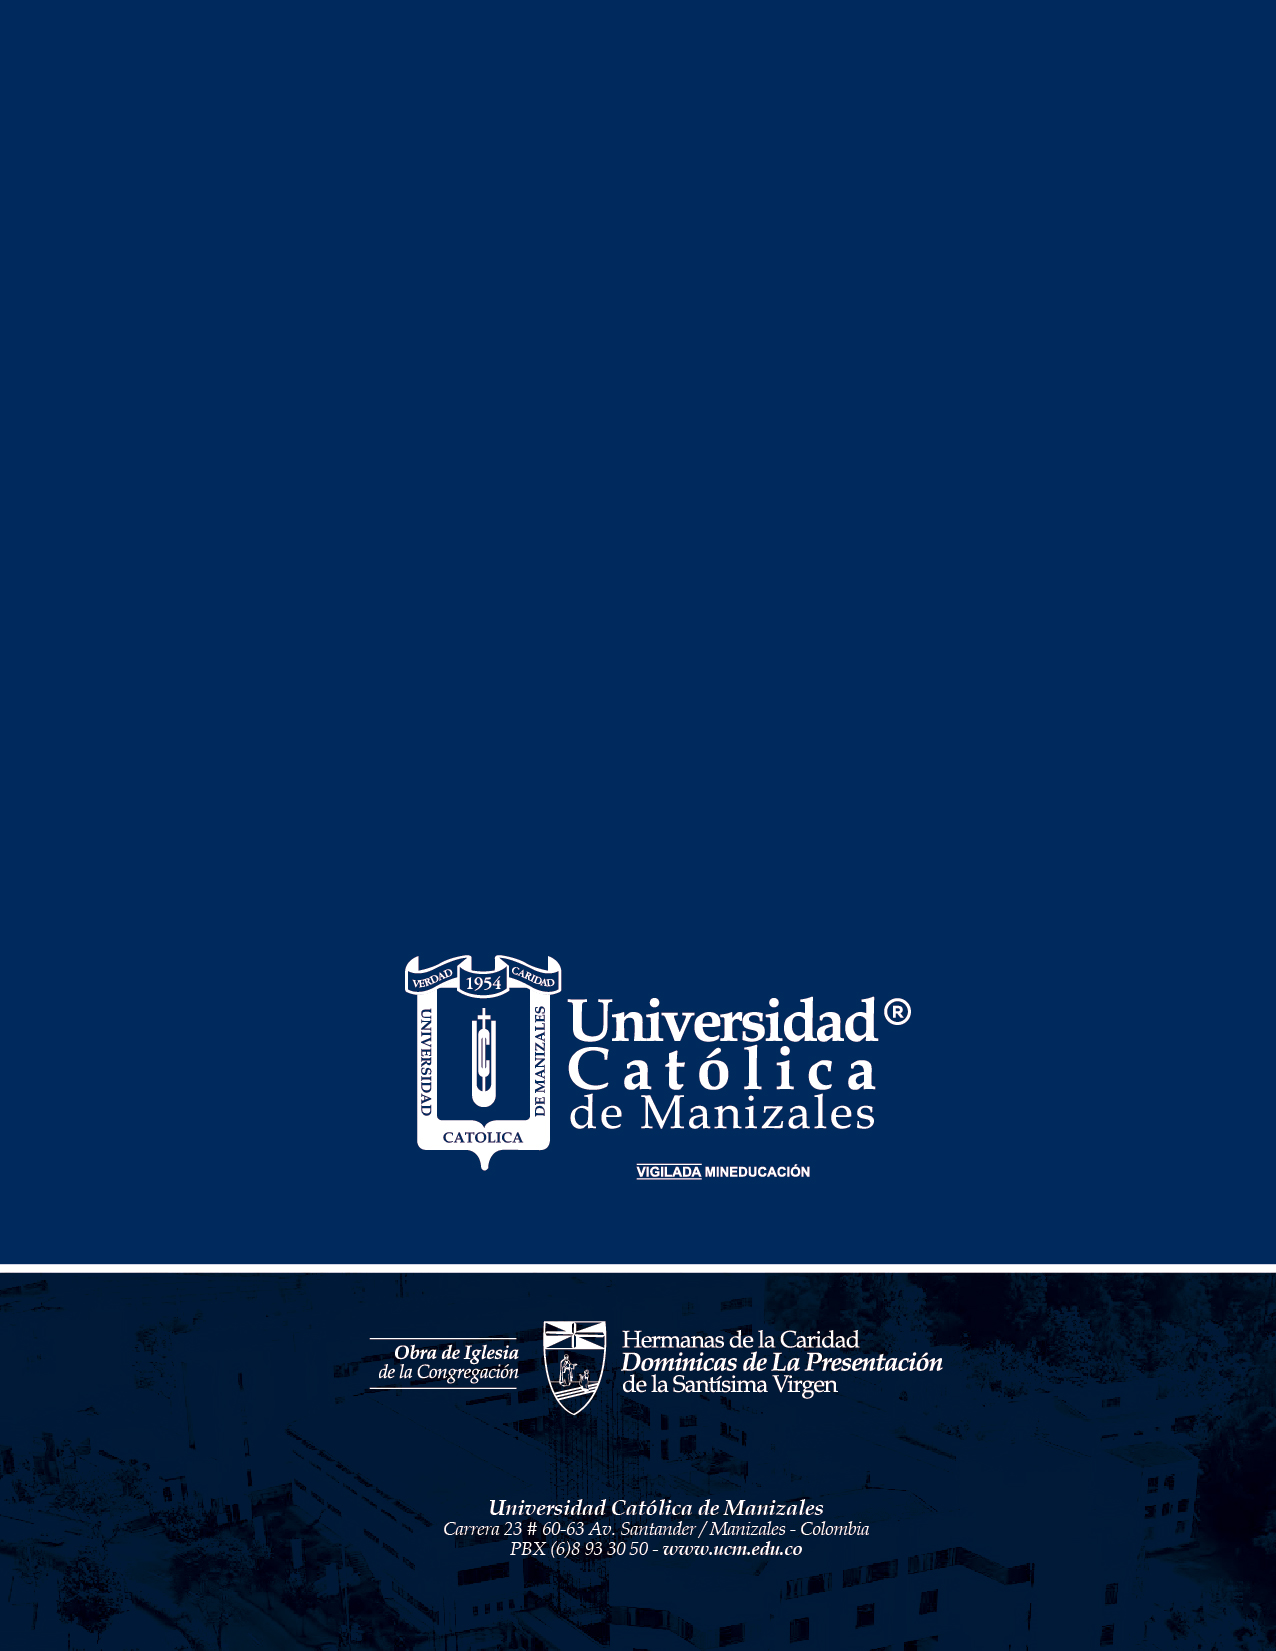 VERDAD 1954 CARIDAD
UNIVERSIDAD
CATOLICA
DE MANIZALES
Universidad®
Católica
de Manizales
VIGILADA MINEDUCACIÓN
Obra de Iglesia
de la Congregación
Hermanas de la Caridad
Dominicas de La Presentación
de la Santísima Virgen
Universidad Católica de Manizales
Carrera 23 # 60-63 Av. Santander / Manizales - Colombia
PBX (6)8 93 30 50 - www.ucm.edu.co